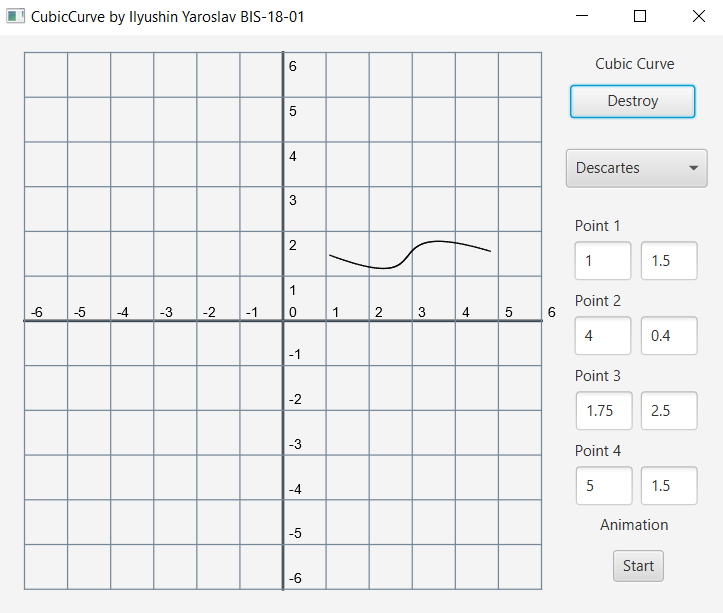 CubicCurve by Ilyushin Yaroslav BIS-18-01
Cubic Curve
Destroy
Descartes
Point 1
1 1.5
Point 2
4 0.4
Point 3
1.75 2.5
Point 4
5 1.5
Animation
Start
6
5
4
3
2
1
-6 -5 -4 -3 -2 -1 0 1 2 3 4 5 6
-1
-2
-3
-4
-5
-6